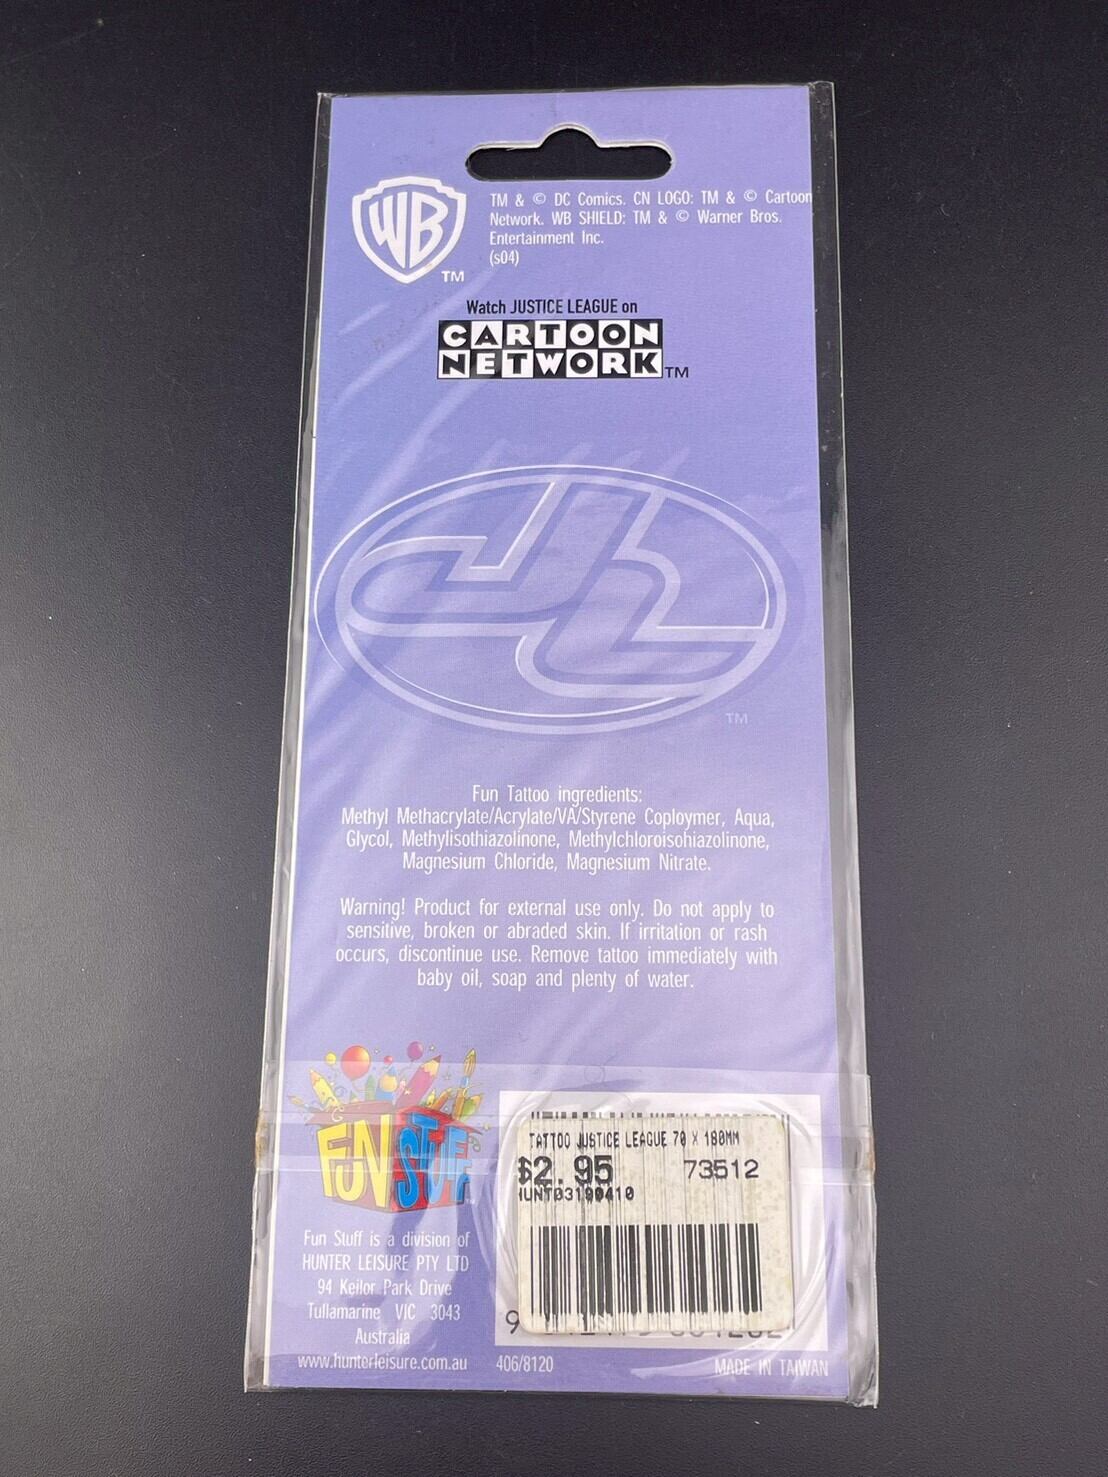 WB
TM
TM & © DC Comics. CN LOGO: TM & © Cartoon
Network. WB SHIELD: TM & © Warner Bros.
Entertainment Inc.
(s04)
Watch JUSTICE LEAGUE on
CARTOON
NETWORK TM
JL
TM
Fun Tattoo ingredients:
Methyl Methacrylate/Acrylate/VA/Styrene Coploymer, Aqua,
Glycol, Methylisothiazolinone, Methylchloroisohiazolinone,
Magnesium Chloride, Magnesium Nitrate.
Warning! Product for external use only. Do not apply to
sensitive, broken or abraded skin. If irritation or rash
occurs, discontinue use. Remove tattoo immediately with
baby oil, soap and plenty of water.
FUN STUFF
Fun Stuff is a division of
HUNTER LEISURE PTY LTD
94 Keilor Park Drive
Tullamarine VIC 3043
Australia
www.hunterleisure.com.au
TATTOO JUSTICE LEAGUE 70 X 180MM
$2.95 73512
HUNT03190410
9
406/8120
MADE IN TAIWAN